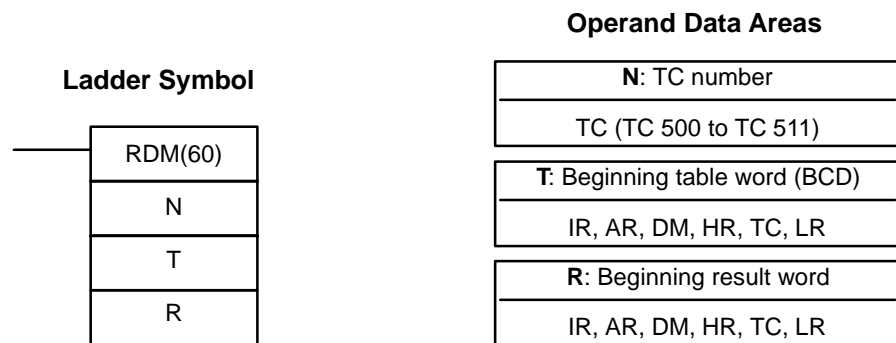 Ladder Symbol
RDM(60)
N
T
R
Operand Data Areas
N: TC number
TC (TC 500 to TC 511)
T: Beginning table word (BCD)
IR, AR, DM, HR, TC, LR
R: Beginning result word
IR, AR, DM, HR, TC, LR